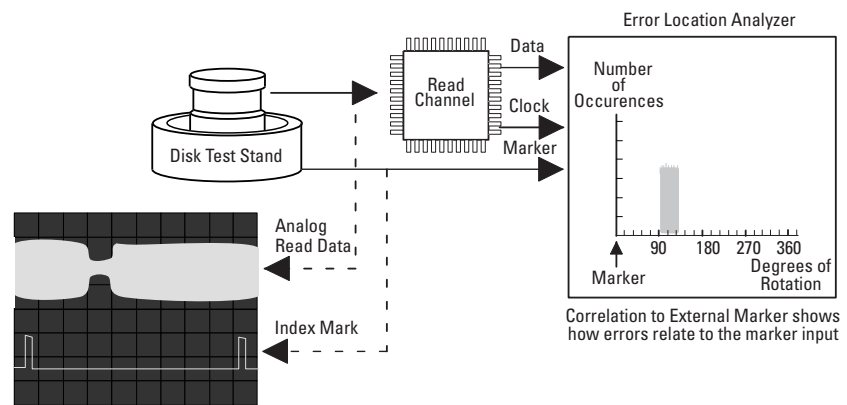 Error Location Analyzer
Data
Read
Channel
Clock
Marker
Disk Test Stand
Number
of
Occurences
90 180 270 360
Degrees of
Rotation
Marker
Analog
Read Data
Index Mark
Correlation to External Marker shows
how errors relate to the marker input